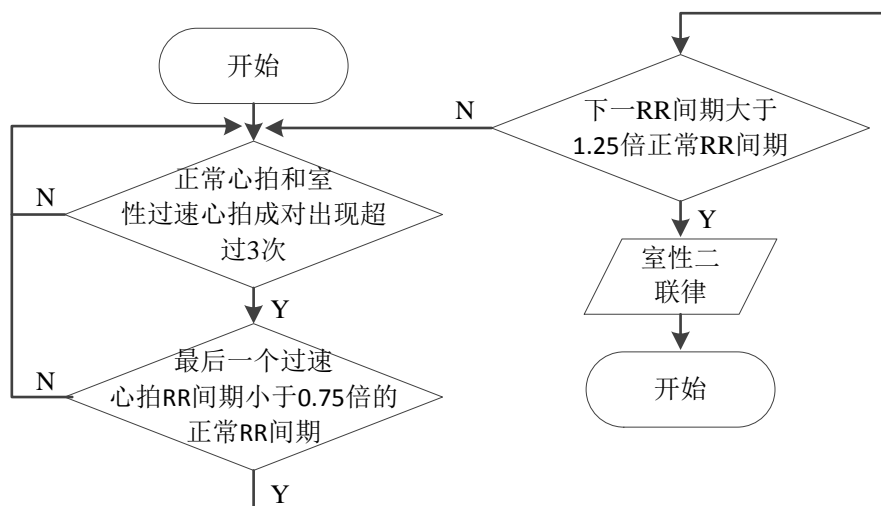 开始
N
正常心拍和室
性过速心拍成对出现超
过3次
Y
N
最后一个过速
心拍RR间期小于0.75倍的
正常RR间期
Y
下一RR间期大于
1.25倍正常RR间期
N
Y
室性二
联律
开始